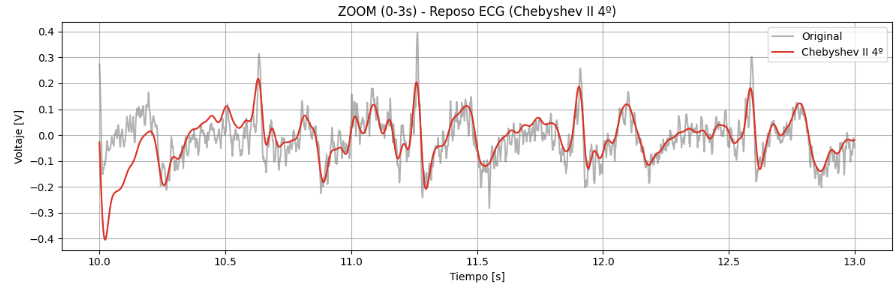 ZOOM (0-3s) - Reposo ECG (Chebyshev II 4º)
Original
Chebyshev II 4º
Voltaje [V]
0.4
0.3
0.2
0.1
0.0
−0.1
−0.2
−0.3
−0.4
10.0 10.5 11.0 11.5 12.0 12.5 13.0
Tiempo [s]